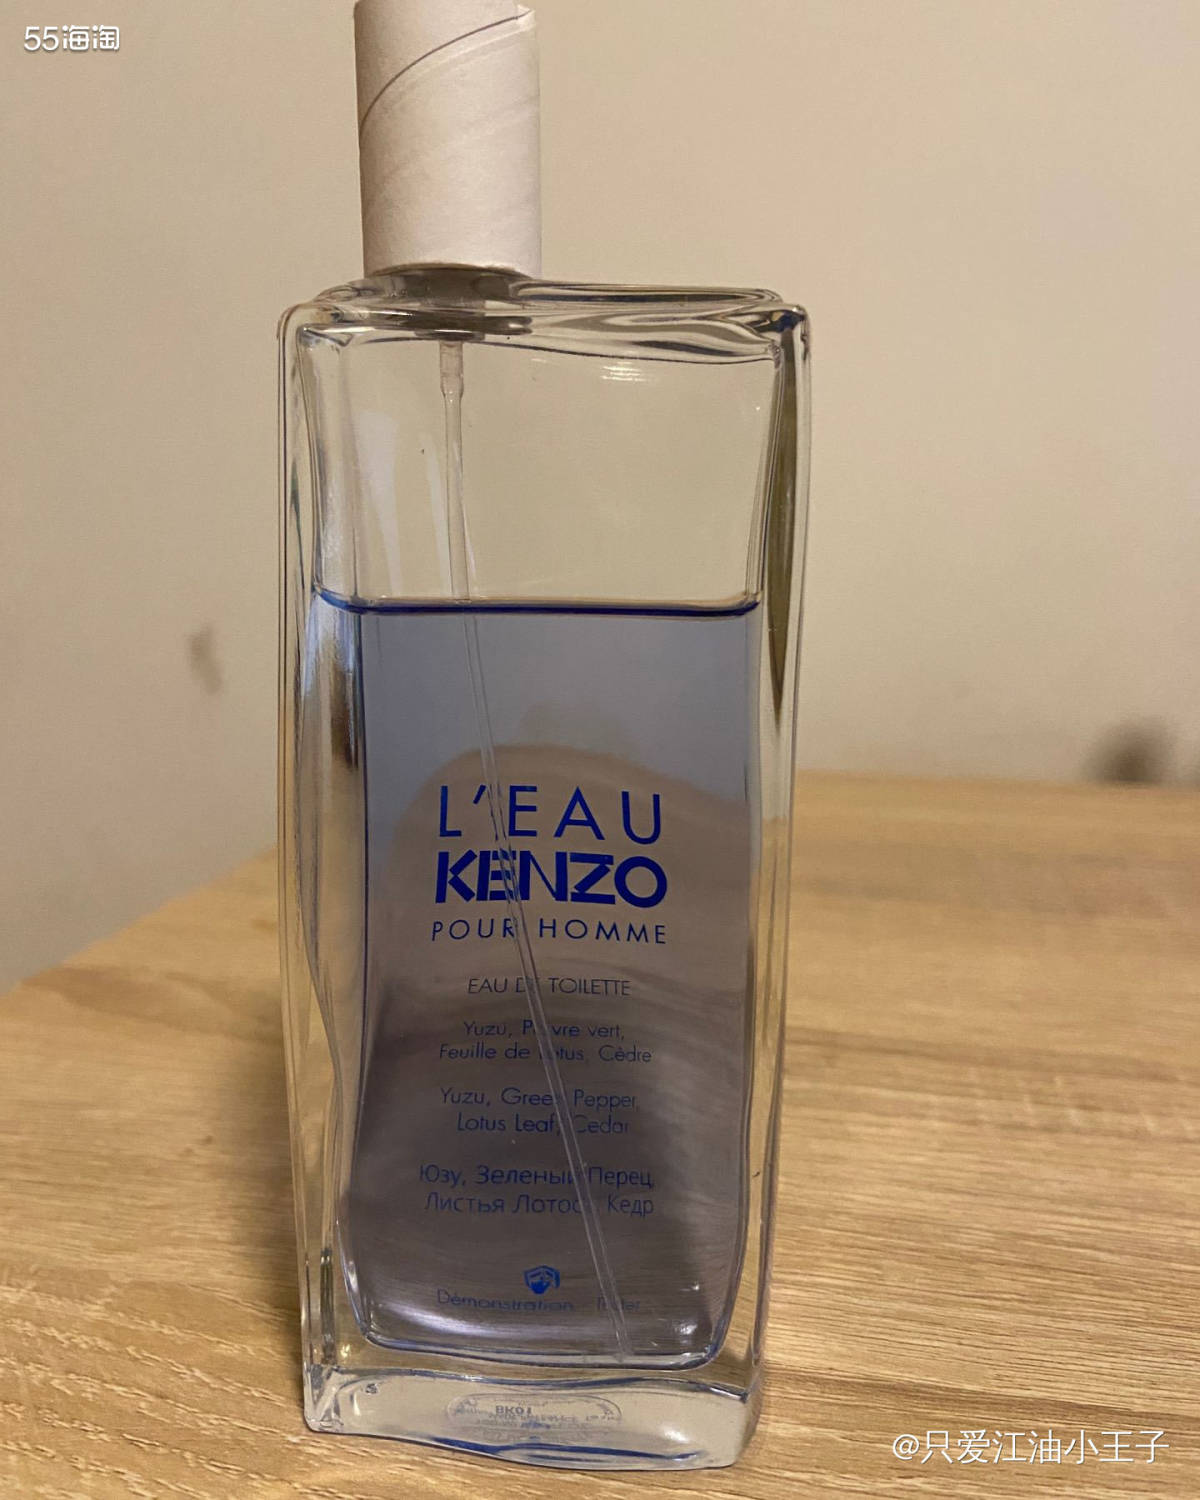 55海淘
L'EAU
KENZO
POUR HOMME
EAU DE TOILETTE
Yuzu, Poivre vert,
Feuille de Lotus, Cèdre
Yuzu, Green Pepper,
Lotus Leaf, Cedar
Юзу, Зеленый Перец,
Листья Лотоса, Кедр
Démonstration Tester
BK01
@只爱江油小王子